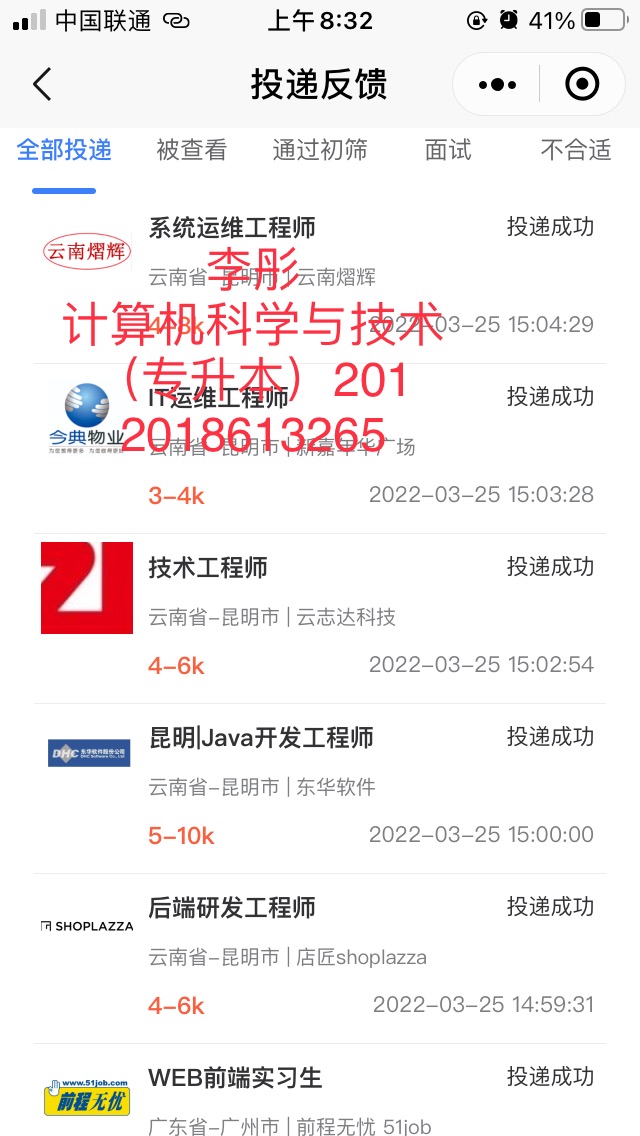 中国联通 上午8:32 41%
投递反馈
全部投递 被查看 通过初筛 面试 不合适
云南熠辉
系统运维工程师 投递成功
云南省-昆明市 | 云南熠辉
4-8k 2022-03-25 15:04:29
李彤
计算机科学与技术
（专升本）201
2018613265
今典物业
IT运维工程师 投递成功
云南省-昆明市 | 新嘉年华广场
3-4k 2022-03-25 15:03:28
技术工程师 投递成功
云南省-昆明市 | 云志达科技
4-6k 2022-03-25 15:02:54
DHC 东华软件股份公司
DHC Software Co., Ltd
昆明|Java开发工程师 投递成功
云南省-昆明市 | 东华软件
5-10k 2022-03-25 15:00:00
SHOPLAZZA
后端研发工程师 投递成功
云南省-昆明市 | 店匠shoplazza
4-6k 2022-03-25 14:59:31
www.51job.com
前程无忧
WEB前端实习生 投递成功
广东省-广州市 | 前程无忧 51job